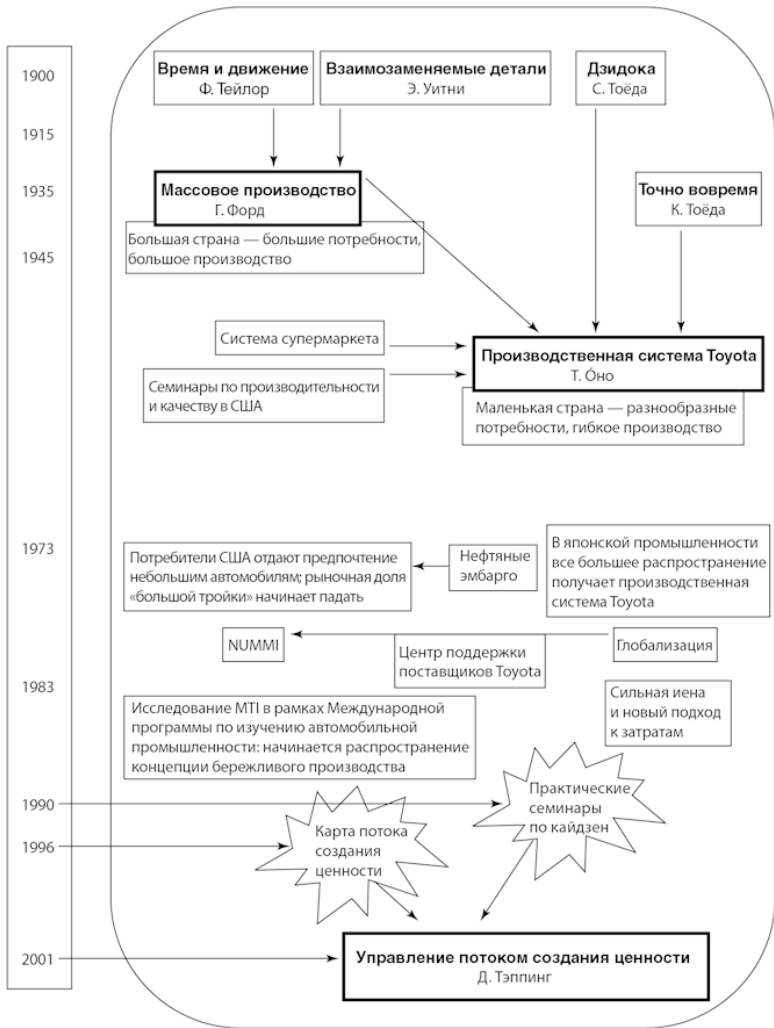 1900
1915
1935
1945
1973
1983
1990
1996
2001
Время и движение
Ф. Тейлор
Взаимозаменяемые детали
Э. Уитни
Дзидока
С. Тоёда
Массовое производство
Г. Форд
Большая страна — большие потребности,
большое производство
Точно вовремя
К. Тоёда
Система супермаркета
Семинары по производительности
и качеству в США
Производственная система Toyota
Т. О́но
Маленькая страна — разнообразные
потребности, гибкое производство
Потребители США отдают предпочтение
небольшим автомобилям; рыночная доля
«большой тройки» начинает падать
Нефтяные
эмбарго
В японской промышленности
все большее распространение
получает производственная
система Toyota
NUMMI
Центр поддержки
поставщиков Toyota
Глобализация
Исследование MTI в рамках Международной
программы по изучению автомобильной
промышленности: начинается распространение
концепции бережливого производства
Сильная иена
и новый подход
к затратам
Практические
семинары
по кайдзен
Карта потока
создания
ценности
Управление потоком создания ценности
Д. Тэппинг